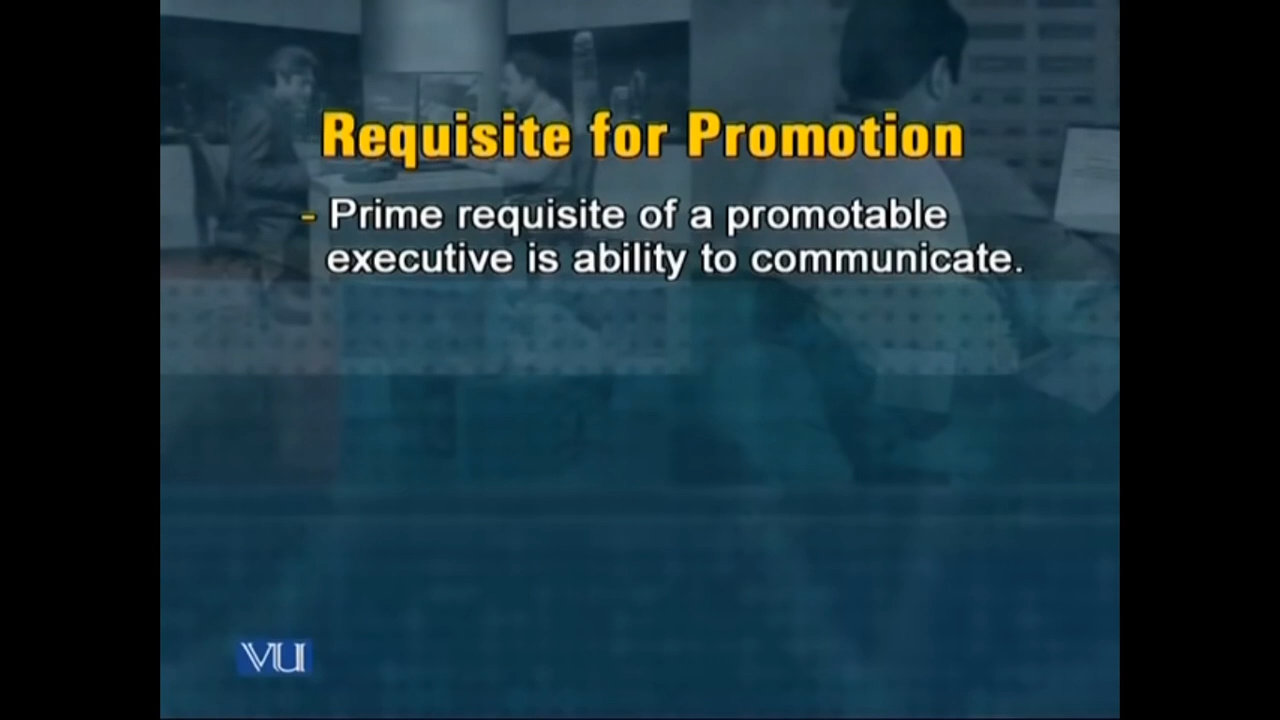 Requisite for Promotion
- Prime requisite of a promotable
executive is ability to communicate.
VU